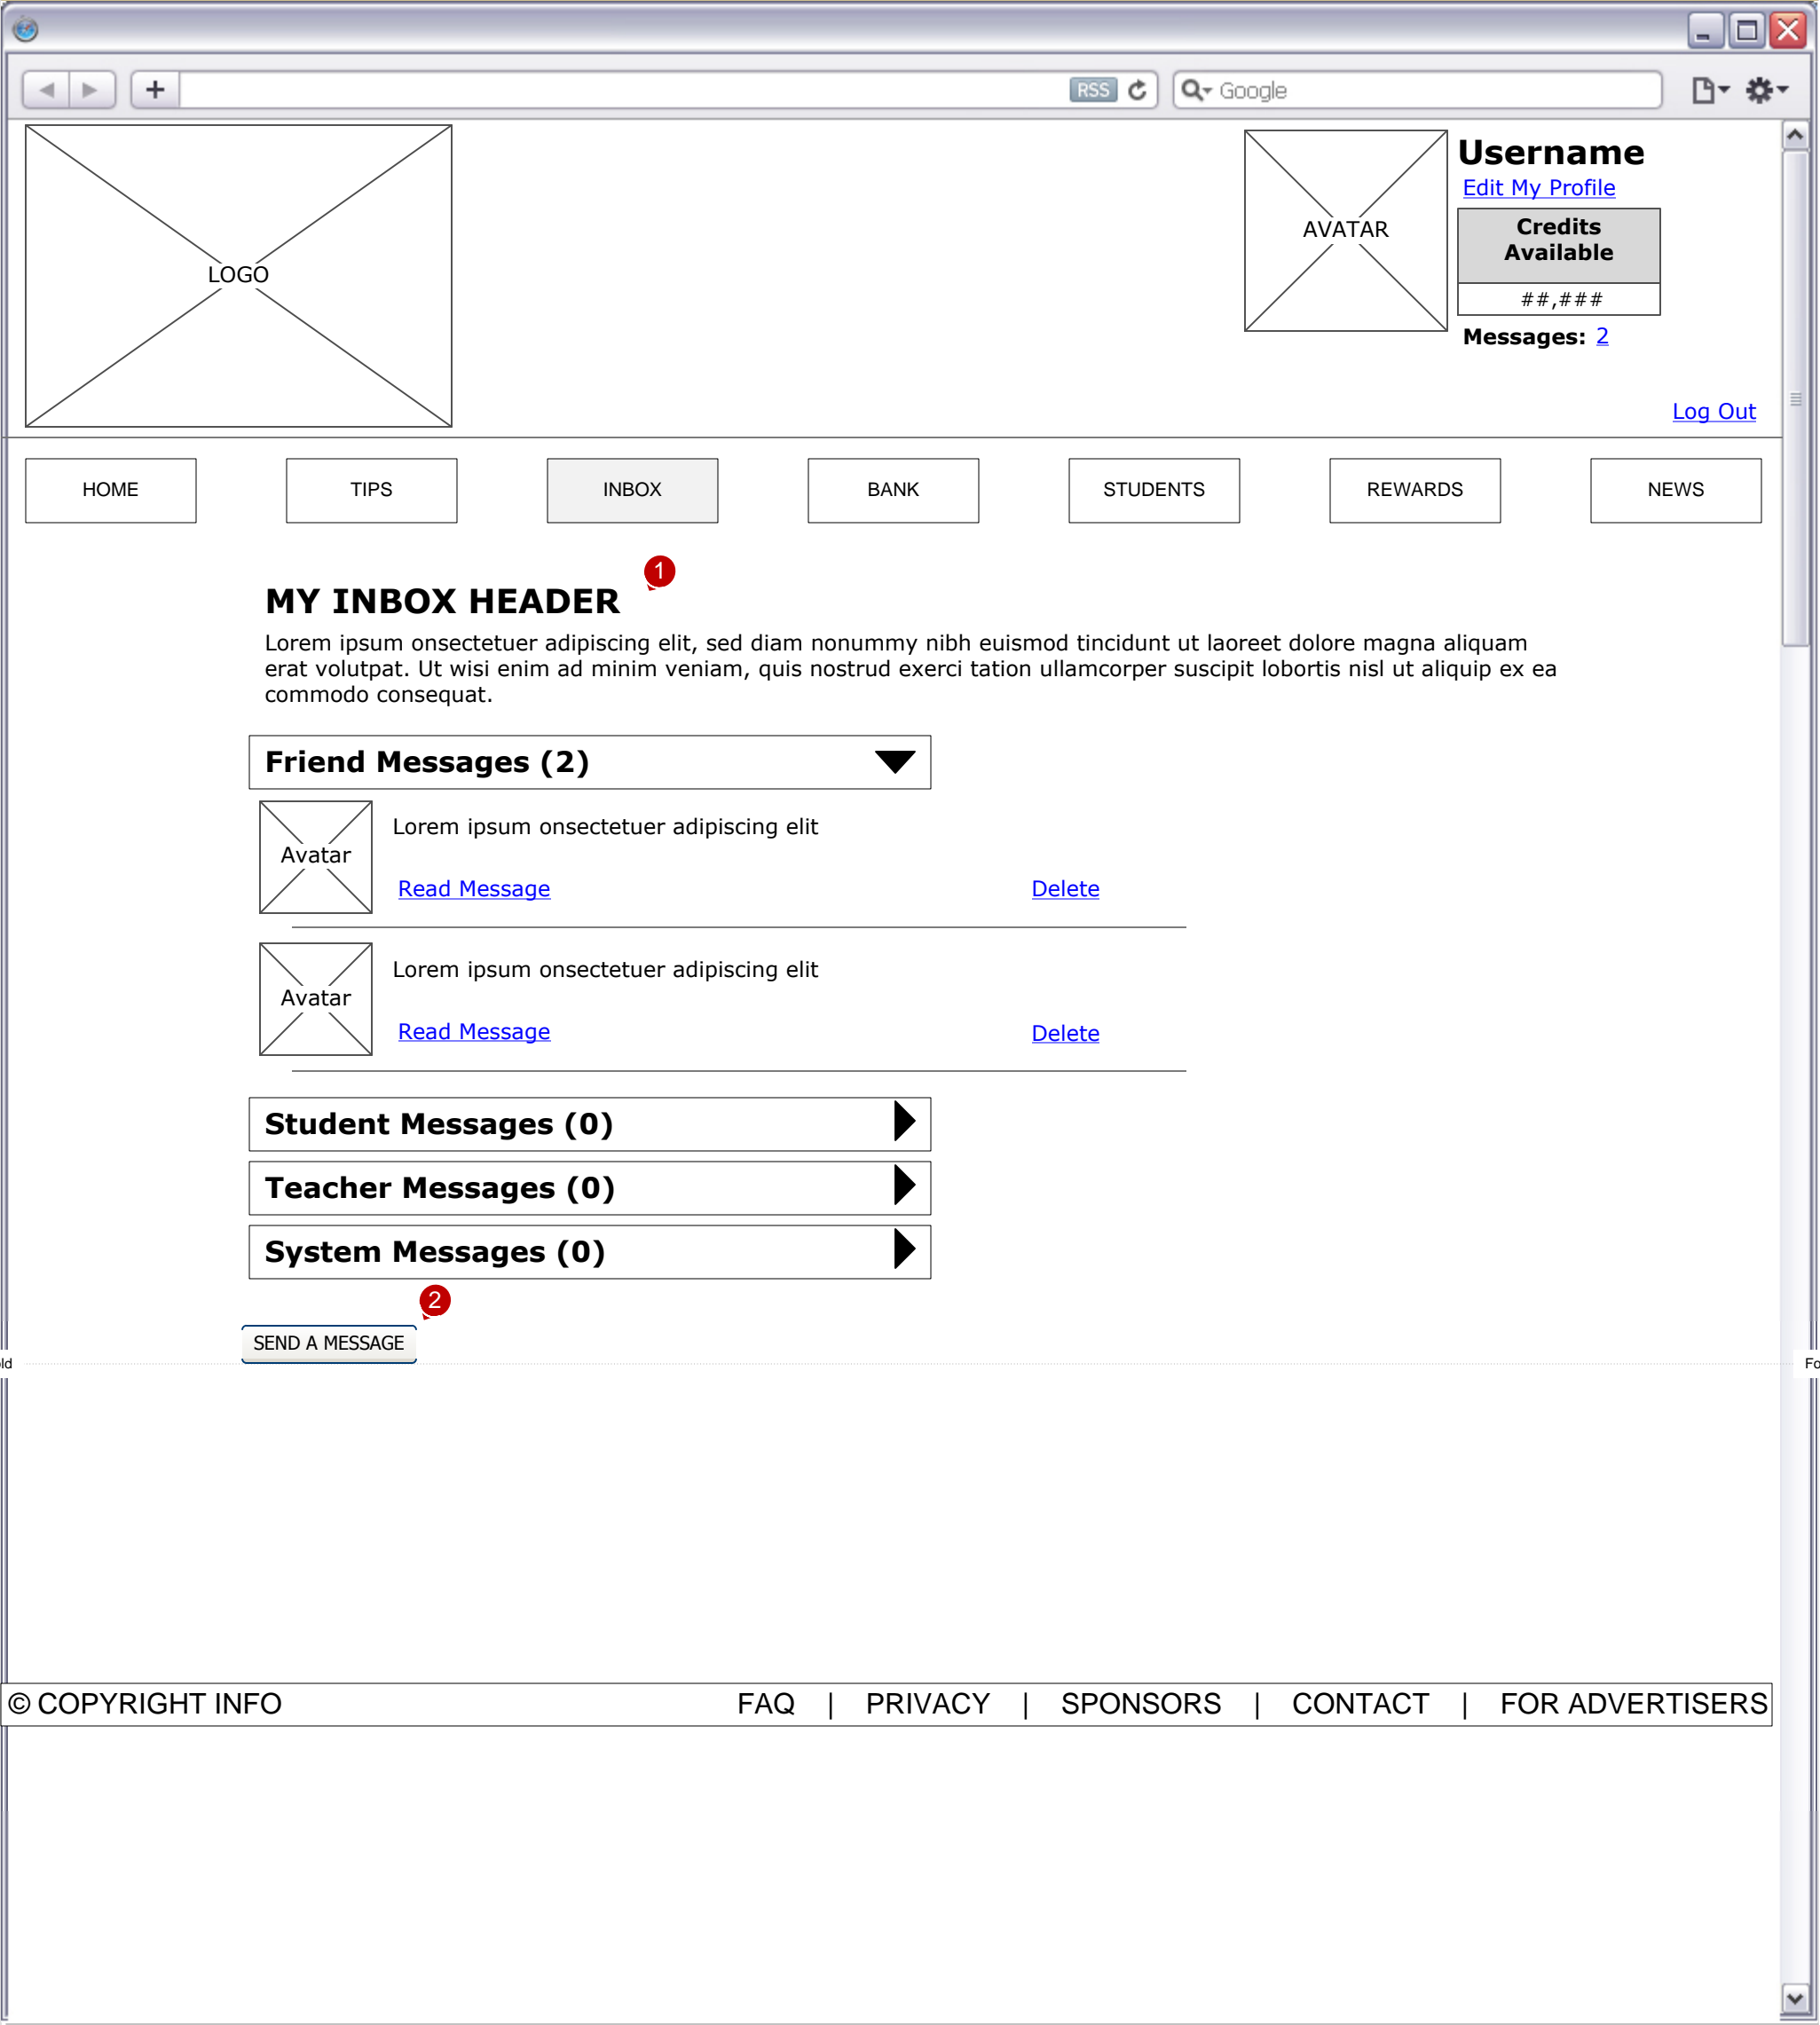 RSS
Google
LOGO
AVATAR
Username
Edit My Profile
Credits
Available
##,###
Messages: 2
Log Out
HOME
TIPS
INBOX
BANK
STUDENTS
REWARDS
NEWS
1
MY INBOX HEADER
Lorem ipsum onsectetuer adipiscing elit, sed diam nonummy nibh euismod tincidunt ut laoreet dolore magna aliquam
erat volutpat. Ut wisi enim ad minim veniam, quis nostrud exerci tation ullamcorper suscipit lobortis nisl ut aliquip ex ea
commodo consequat.
Friend Messages (2)
Avatar
Lorem ipsum onsectetuer adipiscing elit
Read Message
Delete
Avatar
Lorem ipsum onsectetuer adipiscing elit
Read Message
Delete
Student Messages (0)
Teacher Messages (0)
System Messages (0)
2
SEND A MESSAGE
© COPYRIGHT INFO
FAQ | PRIVACY | SPONSORS | CONTACT | FOR ADVERTISERS